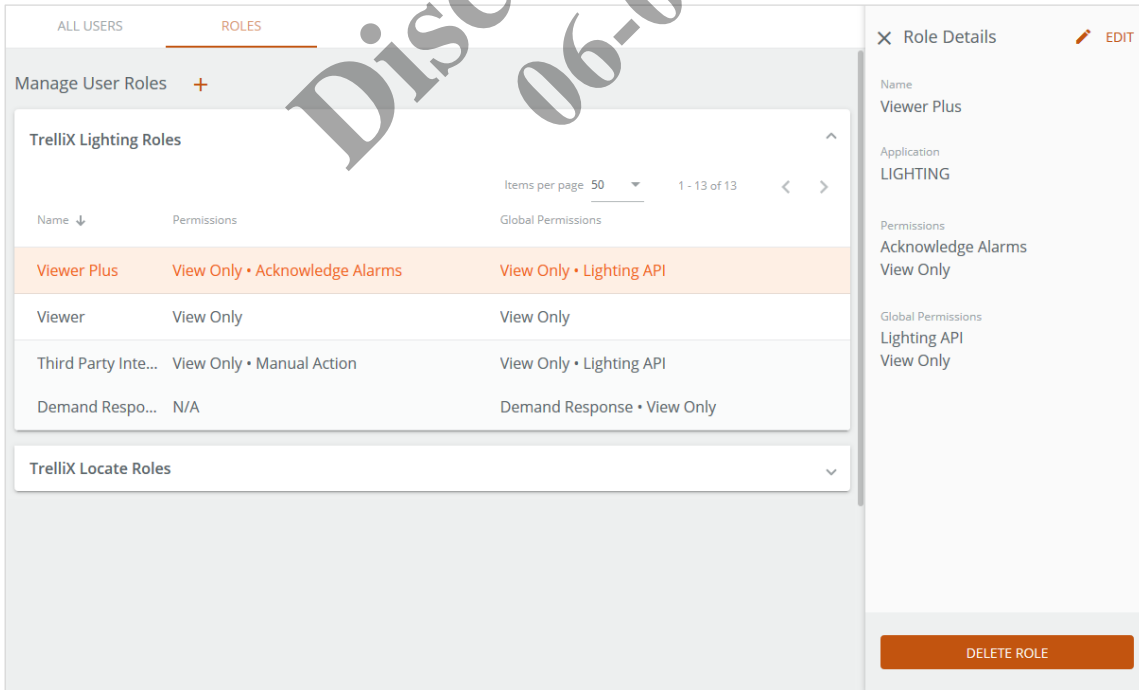 ALL USERS
ROLES
Manage User Roles +
TrelliX Lighting Roles
Items per page 50
1 - 13 of 13
Name
Permissions
Global Permissions
Viewer Plus
View Only • Acknowledge Alarms
View Only • Lighting API
Viewer
View Only
View Only
Third Party Inte...
View Only • Manual Action
View Only • Lighting API
Demand Respo...
N/A
Demand Response • View Only
TrelliX Locate Roles
Role Details
EDIT
Name
Viewer Plus
Application
LIGHTING
Permissions
Acknowledge Alarms
View Only
Global Permissions
Lighting API
View Only
DELETE ROLE